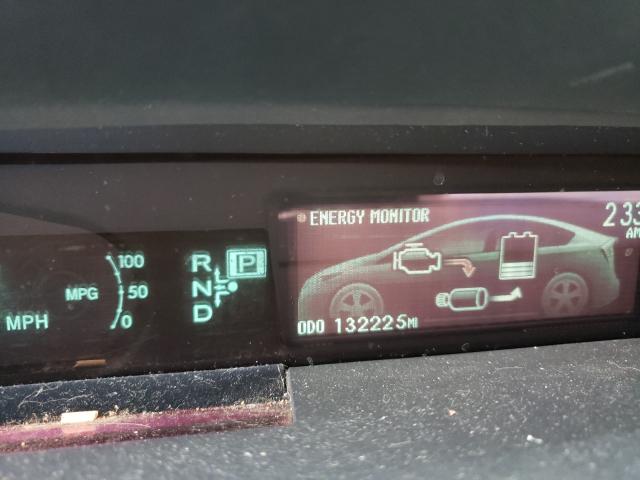 ENERGY MONITOR
233
AM
100
MPG 50
0
MPH
R P
N
D
ODO 132225MI